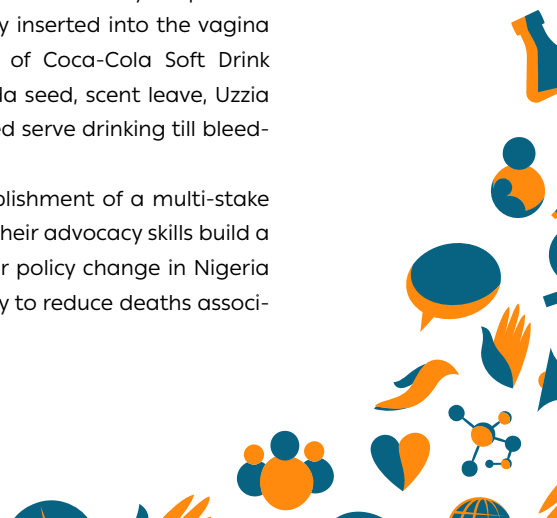 y inserted into the vagina
of Coca-Cola Soft Drink
la seed, scent leave, Uzzia
ed serve drinking till bleed-
blishment of a multi-stake
heir advocacy skills build a
r policy change in Nigeria
y to reduce deaths associ-